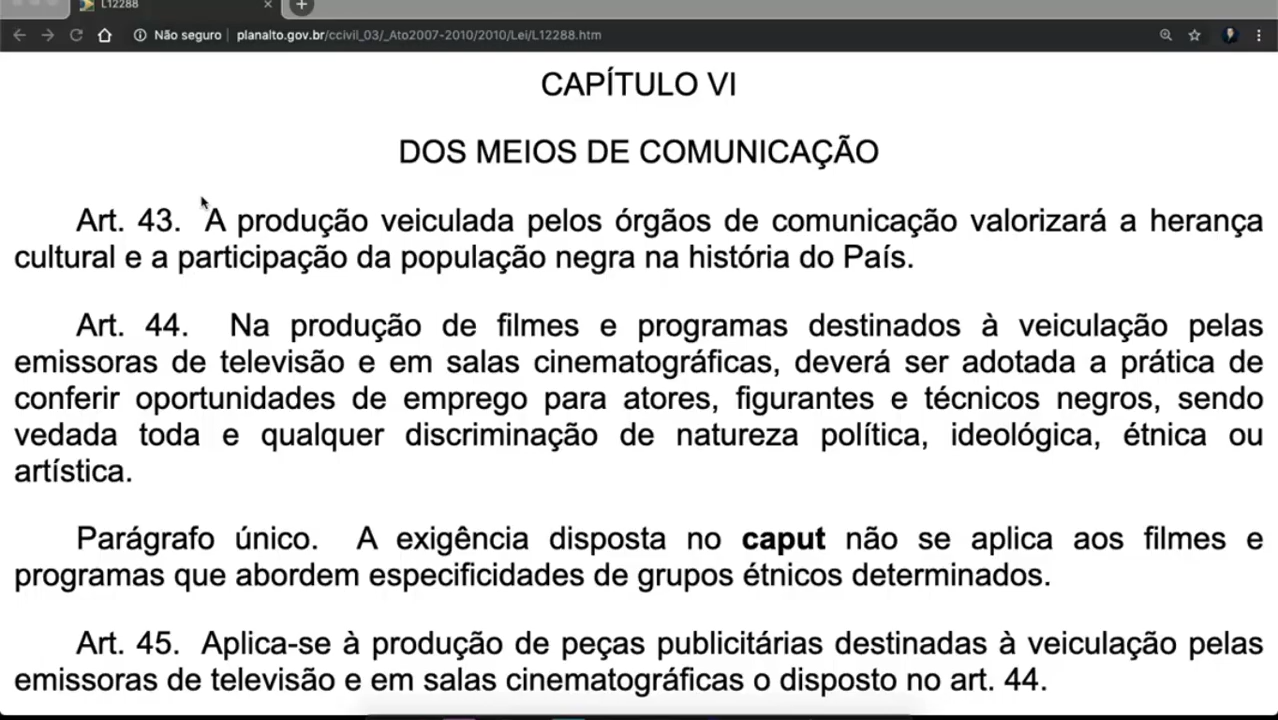 L12288
Não seguro | planalto.gov.br/ccivil_03/_Ato2007-2010/2010/Lei/L12288.htm
CAPÍTULO VI
DOS MEIOS DE COMUNICAÇÃO
Art. 43. A produção veiculada pelos órgãos de comunicação valorizará a herança
cultural e a participação da população negra na história do País.
Art. 44. Na produção de filmes e programas destinados à veiculação pelas
emissoras de televisão e em salas cinematográficas, deverá ser adotada a prática de
conferir oportunidades de emprego para atores, figurantes e técnicos negros, sendo
vedada toda e qualquer discriminação de natureza política, ideológica, étnica ou
artística.
Parágrafo único. A exigência disposta no caput não se aplica aos filmes e
programas que abordem especificidades de grupos étnicos determinados.
Art. 45. Aplica-se à produção de peças publicitárias destinadas à veiculação pelas
emissoras de televisão e em salas cinematográficas o disposto no art. 44.